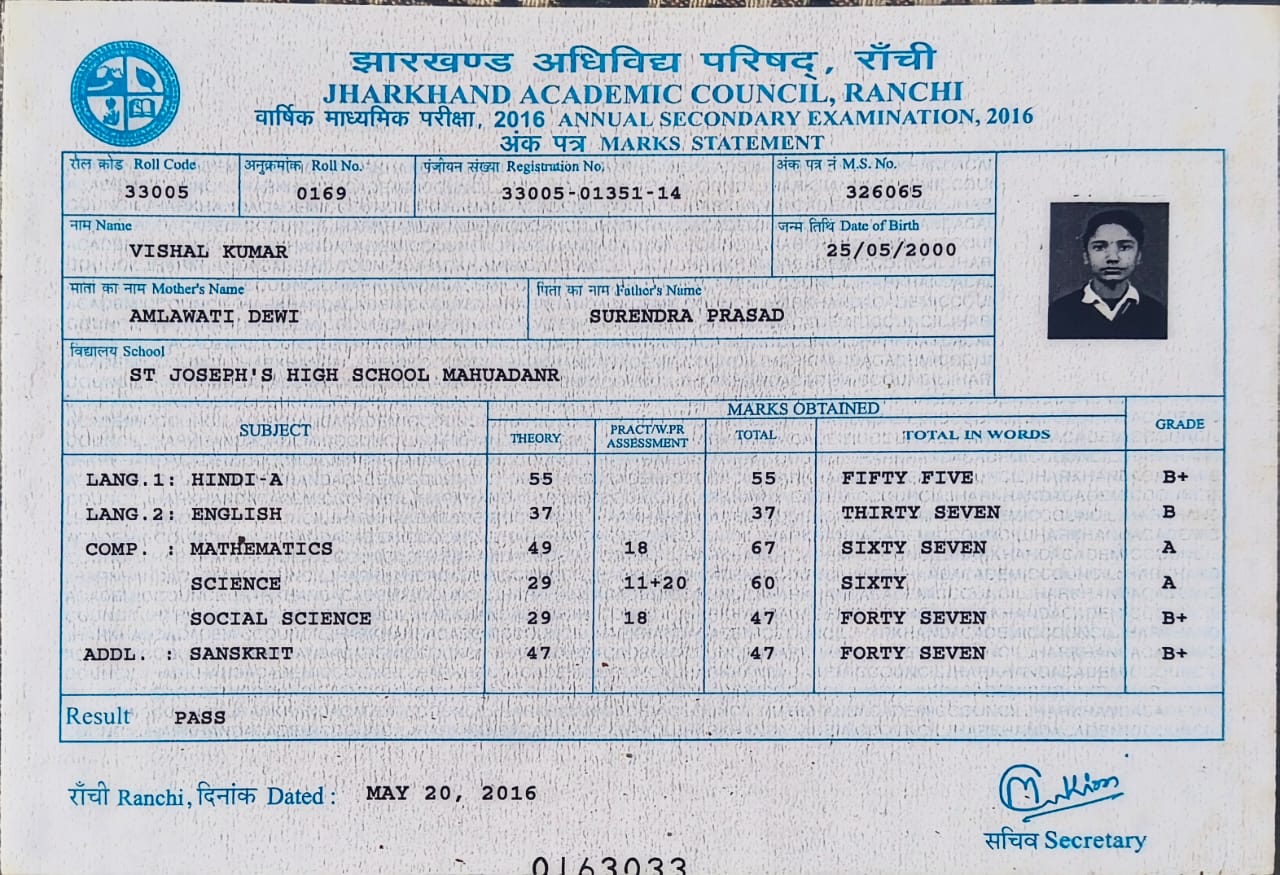 झारखण्ड अधिविद्य परिषद्, राँची
JHARKHAND ACADEMIC COUNCIL, RANCHI
वार्षिक माध्यमिक परीक्षा, 2016 ANNUAL SECONDARY EXAMINATION, 2016
अंक पत्र MARKS STATEMENT
रोल कोड Roll Code अनुक्रमांक Roll No. पंजीयन संख्या Registration No. अंक पत्र नं M.S. No.
33005 0169 33005-01351-14 326065
नाम Name जन्म तिथि Date of Birth
VISHAL KUMAR 25/05/2000
माता का नाम Mother's Name पिता का नाम Father's Name
AMLAWATI DEWI SURENDRA PRASAD
विद्यालय School
ST JOSEPH'S HIGH SCHOOL MAHUADANR
MARKS OBTAINED
SUBJECT THEORY PRACT/W.PR ASSESSMENT TOTAL TOTAL IN WORDS GRADE
LANG.1: HINDI-A 55 55 FIFTY FIVE B+
LANG.2: ENGLISH 37 37 THIRTY SEVEN B
COMP. : MATHEMATICS 49 18 67 SIXTY SEVEN A
SCIENCE 29 11+20 60 SIXTY A
SOCIAL SCIENCE 29 18 47 FORTY SEVEN B+
ADDL. : SANSKRIT 47 47 FORTY SEVEN B+
Result PASS
राँची Ranchi, दिनांक Dated : MAY 20, 2016
सचिव Secretary
0163033